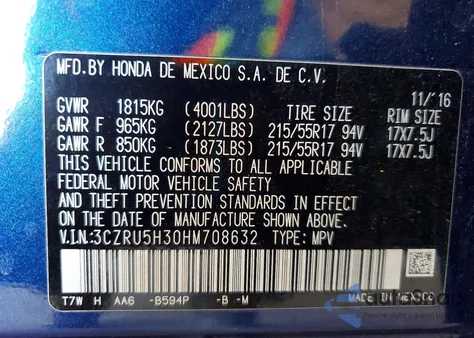 MFD.BY HONDA DE MEXICO S.A. DE C.V.
11/'16
GVWR 1815KG (4001LBS) TIRE SIZE RIM SIZE
GAWR F 965KG (2127LBS) 215/55R17 94V 17X7.5J
GAWR R 850KG (1873LBS) 215/55R17 94V 17X7.5J
THIS VEHICLE CONFORMS TO ALL APPLICABLE
FEDERAL MOTOR VEHICLE SAFETY
AND THEFT PREVENTION STANDARDS IN EFFECT
ON THE DATE OF MANUFACTURE SHOWN ABOVE.
V.I.N:3CZRU5H30HM708632 TYPE: MPV
T7W H AA6 -B594P -B -M MADE IN MEXICO